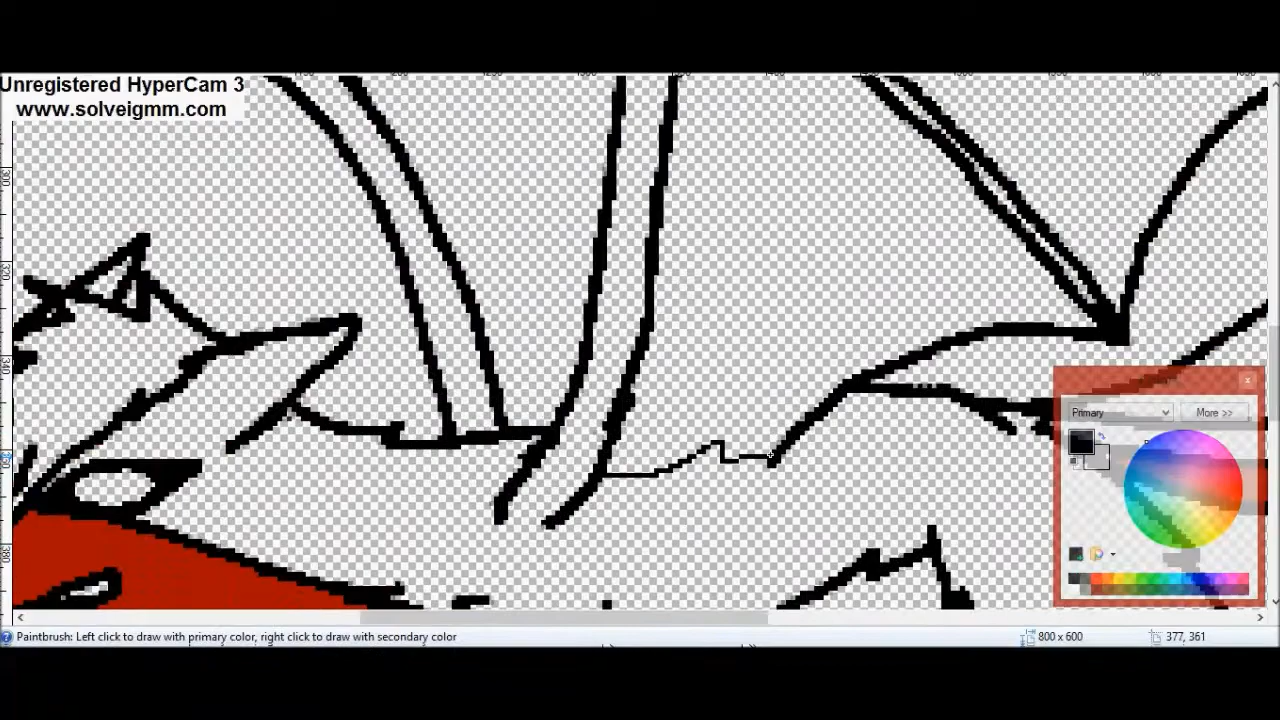 Unregistered HyperCam 3
www.solveigmm.com
Primary
More >>
Paintbrush: Left click to draw with primary color, right click to draw with secondary color
800 x 600
377, 361